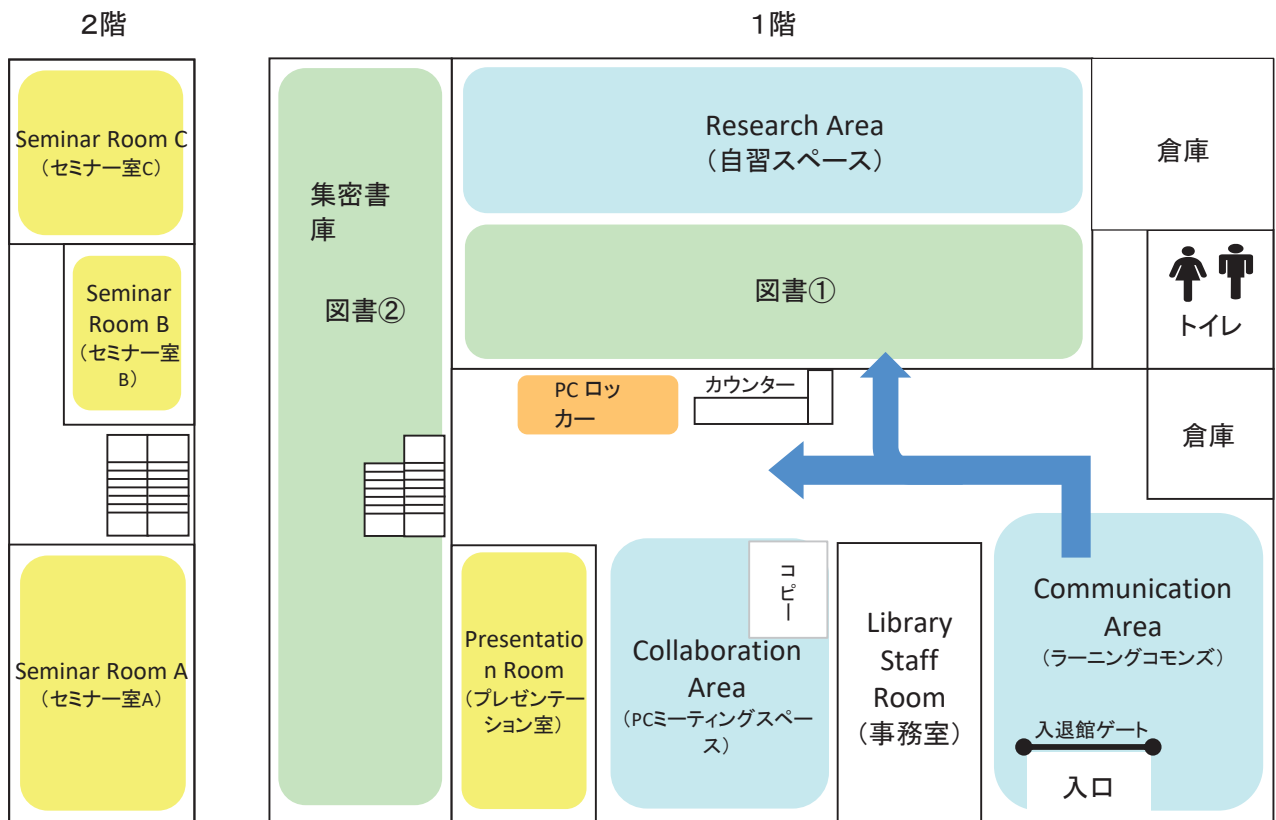 2階
1階
Seminar Room C
（セミナー室C）
Seminar
Room B
（セミナー室
B）
Seminar Room A
（セミナー室A）
集密書
庫
図書②
Research Area
（自習スペース）
倉庫
図書①
トイレ
PC ロッ
カー
カウンター
倉庫
Presentatio
n Room
（プレゼンテー
ション室）
コピー
Collaboration
Area
（PCミーティングスペー
ス）
Library
Staff
Room
（事務室）
Communication
Area
（ラーニングコモンズ）
入退館ゲート
入口